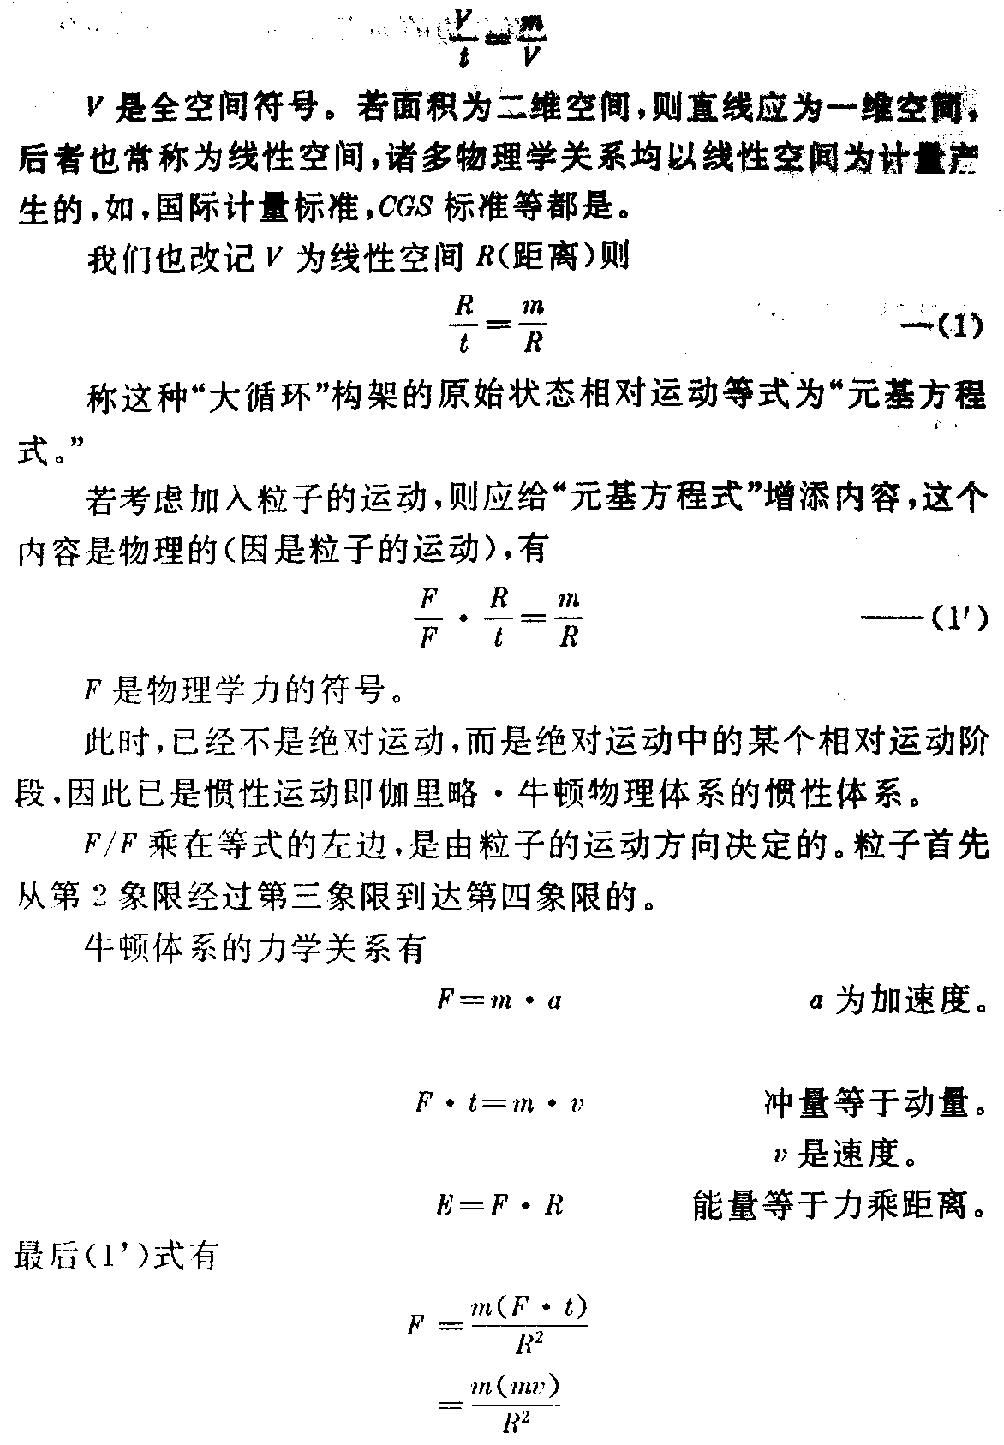 V/t = m/V
V 是全空间符号。若面积为二维空间,则直线应为一维空间,
后者也常称为线性空间,诸多物理学关系均以线性空间为计量产
生的,如,国际计量标准,CGS 标准等都是。
我们也改记 V 为线性空间 R(距离)则
R/t = m/R —(1)
称这种“大循环”构架的原始状态相对运动等式为“元基方程
式。”
若考虑加入粒子的运动,则应给“元基方程式”增添内容,这个
内容是物理的(因是粒子的运动),有
F/F · R/t = m/R ——(1′)
F 是物理学力的符号。
此时,已经不是绝对运动,而是绝对运动中的某个相对运动阶
段,因此已是惯性运动即伽里略·牛顿物理体系的惯性体系。
F/F 乘在等式的左边,是由粒子的运动方向决定的。粒子首先
从第 2 象限经过第三象限到达第四象限的。
牛顿体系的力学关系有
F=m·a a 为加速度。
F·t=m·v 冲量等于动量。
v 是速度。
E=F·R 能量等于力乘距离。
最后(1’)式有
F = m(F·t)/R²
= m(mv)/R²